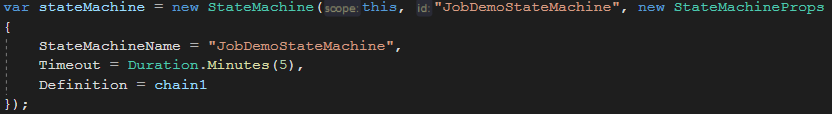 var stateMachine = new StateMachine(scope: this, id: "JobDemoStateMachine", new StateMachineProps
{
    StateMachineName = "JobDemoStateMachine",
    Timeout = Duration.Minutes(5),
    Definition = chain1
});